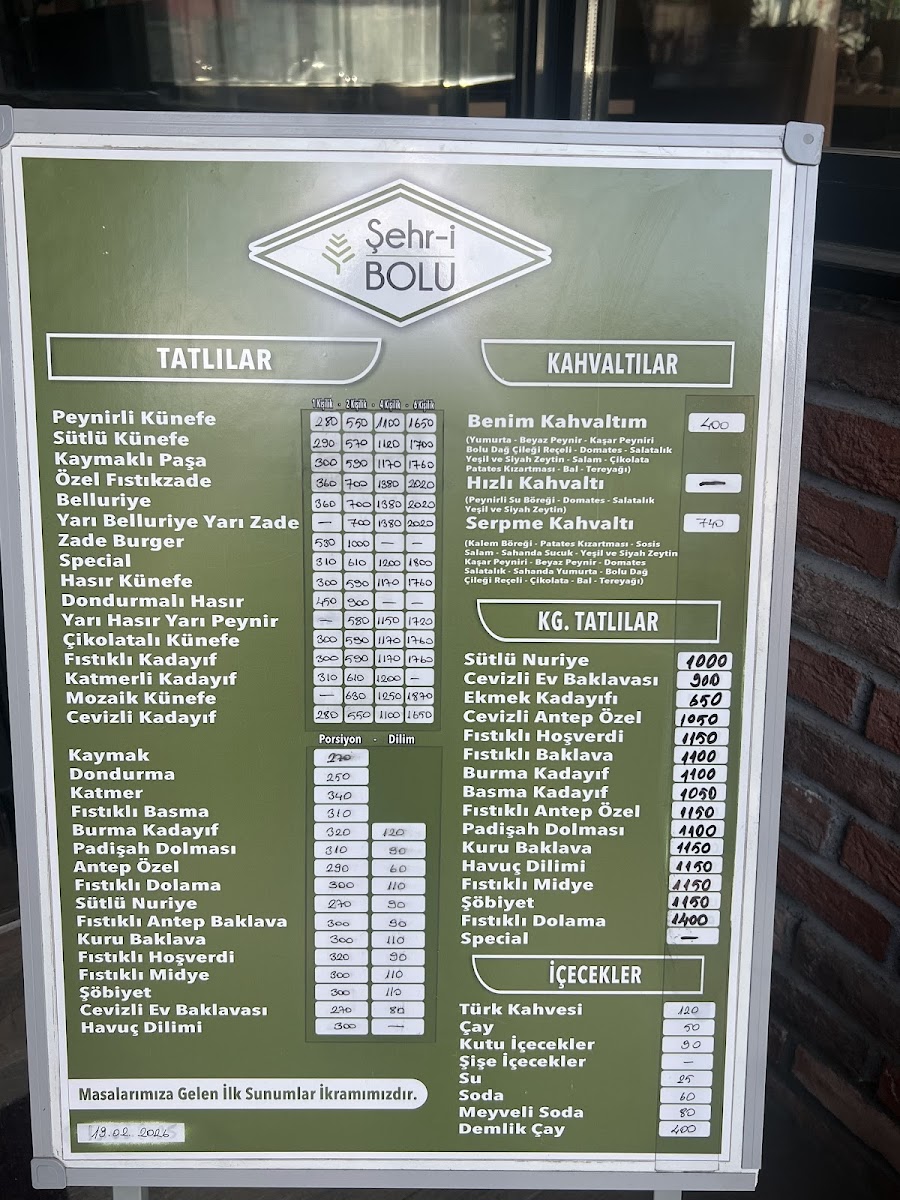 Şehr-i
BOLU
TATLILAR
1 Kişilik - 2 Kişilik - 4 Kişilik - 6 Kişilik
Peynirli Künefe 280 550 1100 1650
Sütlü Künefe 290 570 1120 1700
Kaymaklı Paşa 300 590 1170 1760
Özel Fıstıkzade 360 700 1380 2020
Belluriye 360 700 1380 2020
Yarı Belluriye Yarı Zade — 700 1380 2020
Zade Burger 530 1000 — —
Special 310 610 1200 1800
Hasır Künefe 300 590 1170 1760
Dondurmalı Hasır 450 900 — —
Yarı Hasır Yarı Peynir — 580 1150 1720
Çikolatalı Künefe 300 590 1170 1760
Fıstıklı Kadayıf 300 590 1170 1760
Katmerli Kadayıf 310 610 1200 —
Mozaik Künefe — 630 1250 1870
Cevizli Kadayıf 280 550 1100 1650
Porsiyon - Dilim
Kaymak 270
Dondurma 250
Katmer 340
Fıstıklı Basma 310
Burma Kadayıf 320 120
Padişah Dolması 310 90
Antep Özel 290 60
Fıstıklı Dolama 300 110
Sütlü Nuriye 270 90
Fıstıklı Antep Baklava 300 90
Kuru Baklava 300 110
Fıstıklı Hoşverdi 320 90
Fıstıklı Midye 300 110
Şöbiyet 300 110
Cevizli Ev Baklavası 270 80
Havuç Dilimi 300 —
Masalarımıza Gelen İlk Sunumlar İkramımızdır.
19.02.2026
KAHVALTILAR
Benim Kahvaltım 400
(Yumurta - Beyaz Peynir - Kaşar Peyniri
Bolu Dağ Çileği Reçeli - Domates - Salatalık
Yeşil ve Siyah Zeytin - Salam - Çikolata
Patates Kızartması - Bal - Tereyağı)
Hızlı Kahvaltı —
(Peynirli Su Böreği - Domates - Salatalık
Yeşil ve Siyah Zeytin)
Serpme Kahvaltı 740
(Kalem Böreği - Patates Kızartması - Sosis
Salam - Sahanda Sucuk - Yeşil ve Siyah Zeytin
Kaşar Peyniri - Beyaz Peynir - Domates
Salatalık - Sahanda Yumurta - Bolu Dağ
Çileği Reçeli - Çikolata - Bal - Tereyağı)
KG. TATLILAR
Sütlü Nuriye 1000
Cevizli Ev Baklavası 900
Ekmek Kadayıfı 650
Cevizli Antep Özel 1050
Fıstıklı Hoşverdi 1150
Fıstıklı Baklava 1100
Burma Kadayıf 1100
Basma Kadayıf 1050
Fıstıklı Antep Özel 1150
Padişah Dolması 1100
Kuru Baklava 1150
Havuç Dilimi 1150
Fıstıklı Midye 1150
Şöbiyet 1150
Fıstıklı Dolama 1400
Special —
İÇECEKLER
Türk Kahvesi 120
Çay 50
Kutu İçecekler 90
Şişe İçecekler —
Su 25
Soda 60
Meyveli Soda 80
Demlik Çay 400